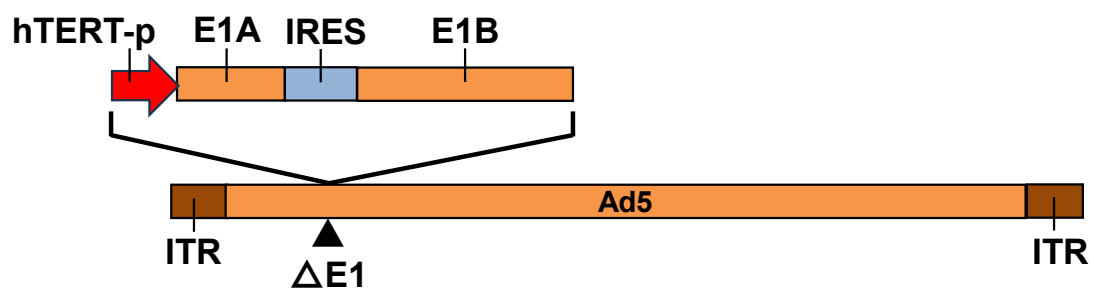 hTERT-p E1A IRES E1B
Ad5
ITR ITR
△E1